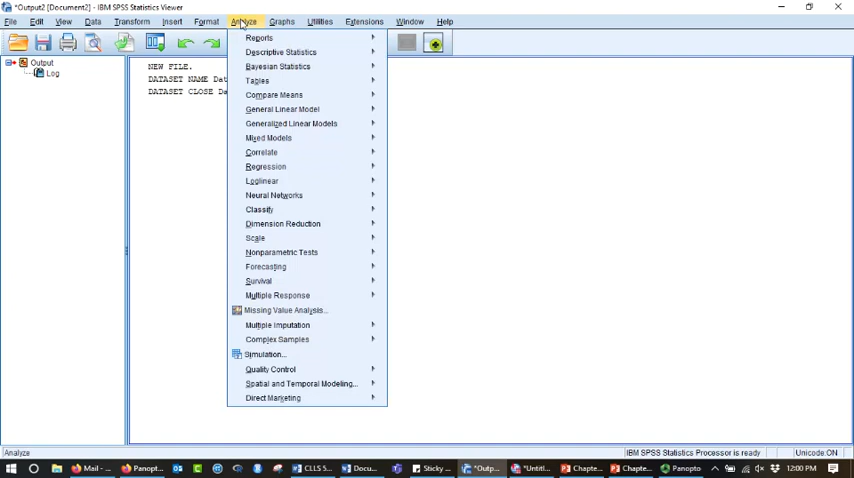 *Output2 [Document2] - IBM SPSS Statistics Viewer
File Edit View Data Transform Insert Format Analyze Graphs Utilities Extensions Window Help
Output
Log
NEW FILE.
DATASET NAME Dat
DATASET CLOSE Da
Reports
Descriptive Statistics
Bayesian Statistics
Tables
Compare Means
General Linear Model
Generalized Linear Models
Mixed Models
Correlate
Regression
Loglinear
Neural Networks
Classify
Dimension Reduction
Scale
Nonparametric Tests
Forecasting
Survival
Multiple Response
Missing Value Analysis...
Multiple Imputation
Complex Samples
Simulation...
Quality Control
Spatial and Temporal Modeling...
Direct Marketing
Analyze IBM SPSS Statistics Processor is ready Unicode:ON
Mail - ... Panopt... CLLS S... Docu... Sticky ... *Outp... *Untitl... Chapte... Chapte... Panopto 12:00 PM